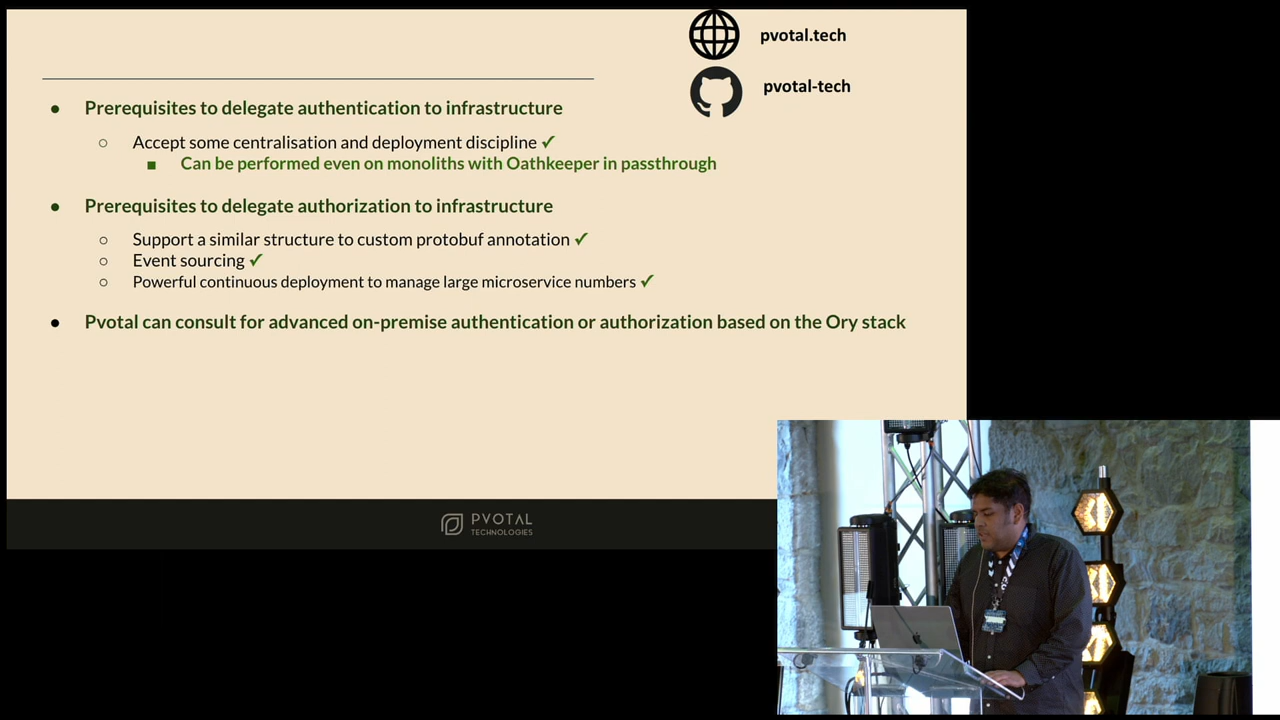 pvotal.tech
pvotal-tech
Prerequisites to delegate authentication to infrastructure
Accept some centralisation and deployment discipline ✓
Can be performed even on monoliths with Oathkeeper in passthrough
Prerequisites to delegate authorization to infrastructure
Support a similar structure to custom protobuf annotation ✓
Event sourcing ✓
Powerful continuous deployment to manage large microservice numbers ✓
Pvotal can consult for advanced on-premise authentication or authorization based on the Ory stack
PVOTAL
TECHNOLOGIES